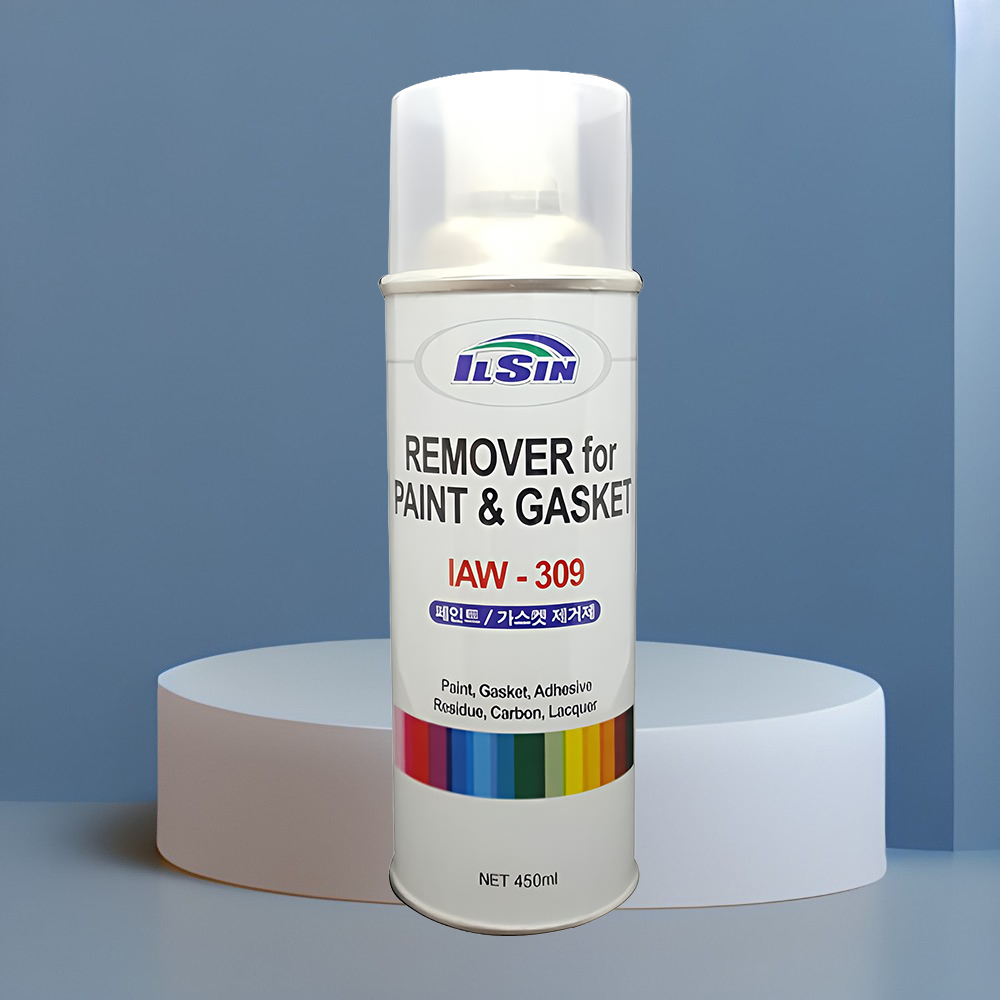 ILSIN
REMOVER for
PAINT & GASKET
IAW - 309
페인트 / 가스켓 제거제
Paint, Gasket, Adhesive
Residue, Carbon, Lacquer
NET 450ml